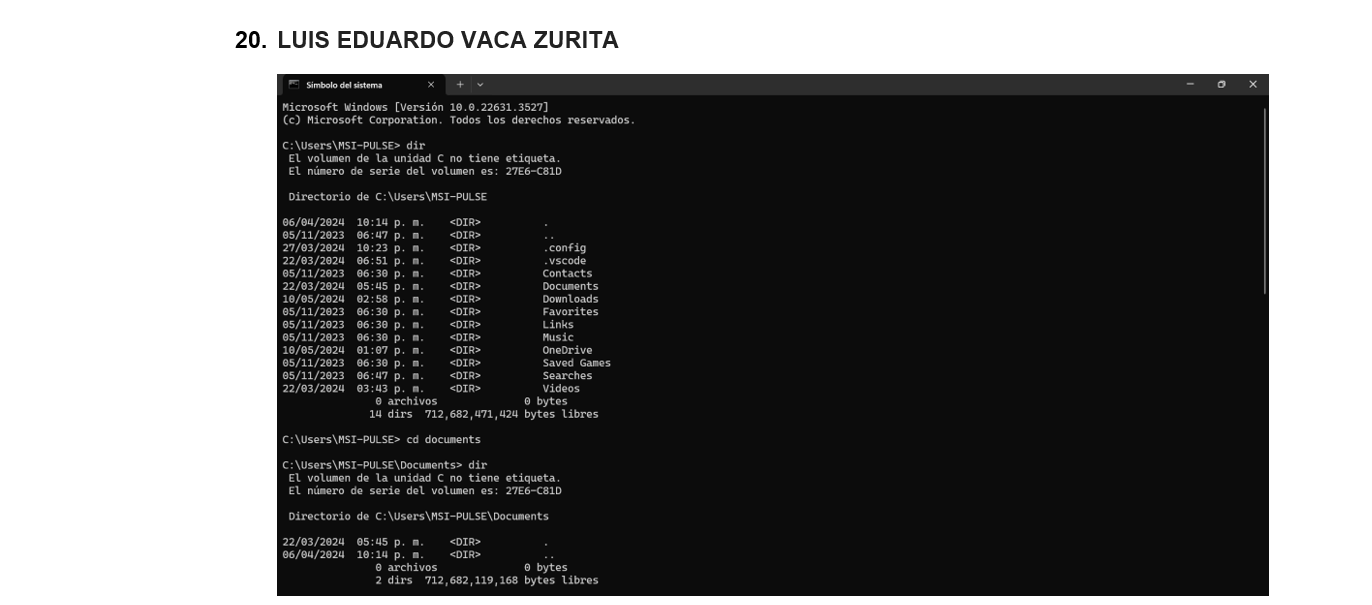 20. LUIS EDUARDO VACA ZURITA
Símbolo del sistema
Microsoft Windows [Versión 10.0.22631.3527]
(c) Microsoft Corporation. Todos los derechos reservados.
C:\Users\MSI-PULSE> dir
El volumen de la unidad C no tiene etiqueta.
El número de serie del volumen es: 27E6-C81D
Directorio de C:\Users\MSI-PULSE
06/04/2024  10:14 p. m.    <DIR>          .
05/11/2023  06:47 p. m.    <DIR>          ..
27/03/2024  10:23 p. m.    <DIR>          .config
22/03/2024  06:51 p. m.    <DIR>          .vscode
05/11/2023  06:30 p. m.    <DIR>          Contacts
22/03/2024  05:45 p. m.    <DIR>          Documents
10/05/2024  02:58 p. m.    <DIR>          Downloads
05/11/2023  06:30 p. m.    <DIR>          Favorites
05/11/2023  06:30 p. m.    <DIR>          Links
05/11/2023  06:30 p. m.    <DIR>          Music
10/05/2024  01:07 p. m.    <DIR>          OneDrive
05/11/2023  06:30 p. m.    <DIR>          Saved Games
05/11/2023  06:47 p. m.    <DIR>          Searches
22/03/2024  03:43 p. m.    <DIR>          Videos
0 archivos              0 bytes
14 dirs  712,682,471,424 bytes libres
C:\Users\MSI-PULSE> cd documents
C:\Users\MSI-PULSE\Documents> dir
El volumen de la unidad C no tiene etiqueta.
El número de serie del volumen es: 27E6-C81D
Directorio de C:\Users\MSI-PULSE\Documents
22/03/2024  05:45 p. m.    <DIR>          .
06/04/2024  10:14 p. m.    <DIR>          ..
0 archivos              0 bytes
2 dirs  712,682,119,168 bytes libres